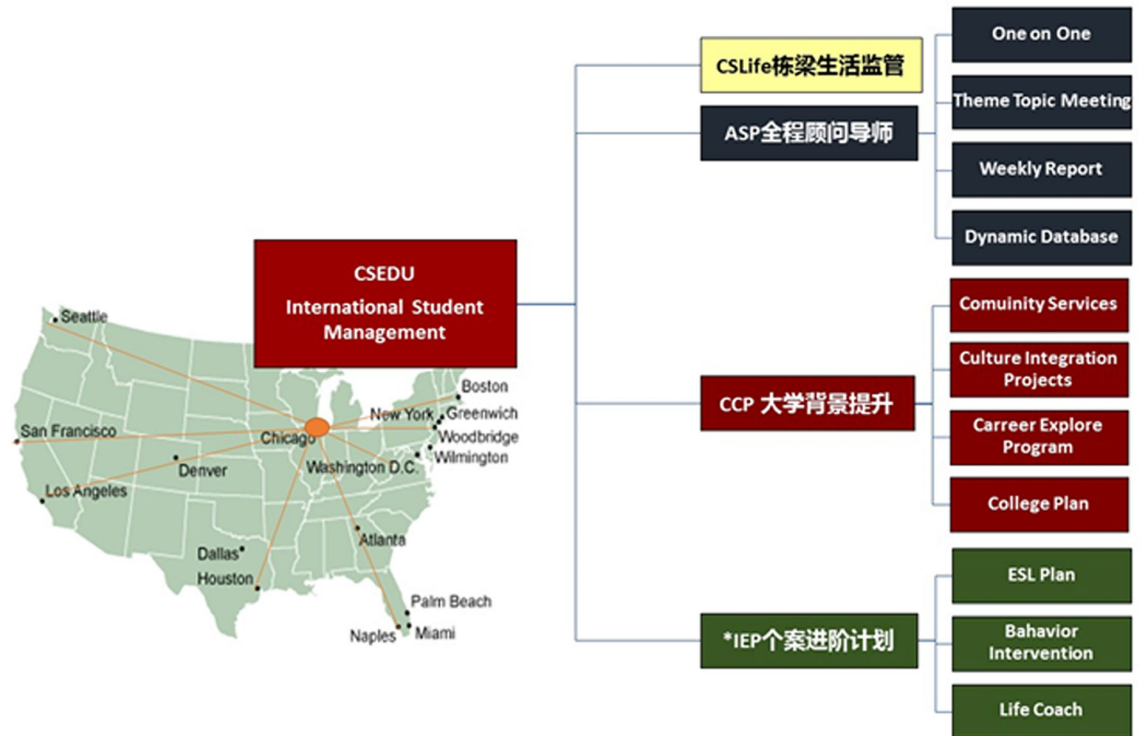 CSEDU
International Student
Management
CSLife栋梁生活监管
ASP全程顾问导师
One on One
Theme Topic Meeting
Weekly Report
Dynamic Database
CCP 大学背景提升
Comuinity Services
Culture Integration
Projects
Carreer Explore
Program
College Plan
*IEP个案进阶计划
ESL Plan
Bahavior
Intervention
Life Coach
Seattle
San Francisco
Los Angeles
Denver
Dallas
Houston
Chicago
Boston
New York
Greenwich
Woodbridge
Wilmington
Washington D.C.
Atlanta
Palm Beach
Naples
Miami